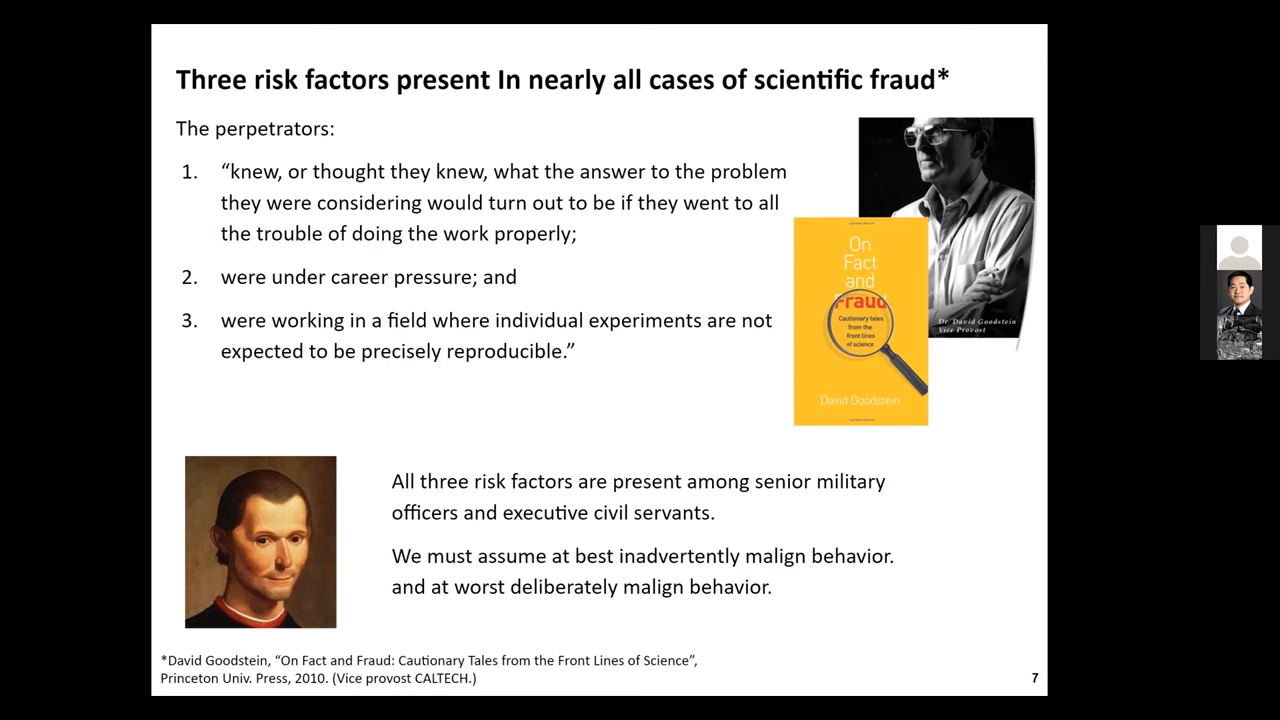 Three risk factors present In nearly all cases of scientific fraud*
The perpetrators:
1. “knew, or thought they knew, what the answer to the problem
they were considering would turn out to be if they went to all
the trouble of doing the work properly;
2. were under career pressure; and
3. were working in a field where individual experiments are not
expected to be precisely reproducible.”
Dr. David Goodstein
Vice Provost
On
Fact
and
Fraud
Cautionary tales
from the
front lines
of science
David Goodstein
All three risk factors are present among senior military
officers and executive civil servants.
We must assume at best inadvertently malign behavior.
and at worst deliberately malign behavior.
*David Goodstein, “On Fact and Fraud: Cautionary Tales from the Front Lines of Science”,
Princeton Univ. Press, 2010. (Vice provost CALTECH.)
7